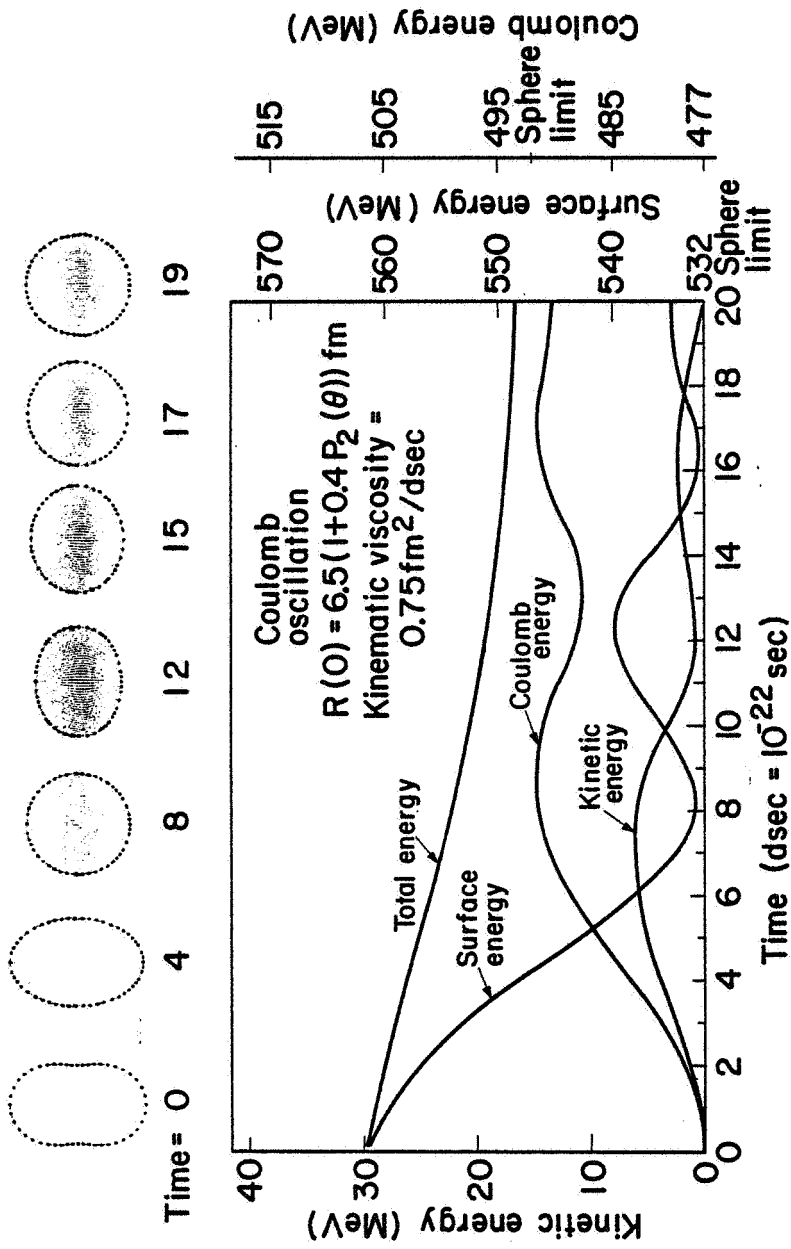 Time = 0 4 8 12 15 17 19
Coulomb
oscillation
R(0) = 6.5(1+0.4P₂(θ)) fm
Kinematic viscosity =
0.75 fm²/dsec
Total energy
Surface
energy
Coulomb
energy
Kinetic
energy
Kinetic energy (MeV)
40
30
20
10
0
0 2 4 6 8 10 12 14 16 18 20
Time (dsec = 10⁻²² sec)
Surface energy (MeV)
570
560
550
540
532
Sphere
limit
Coulomb energy (MeV)
515
505
495
Sphere
limit
485
477